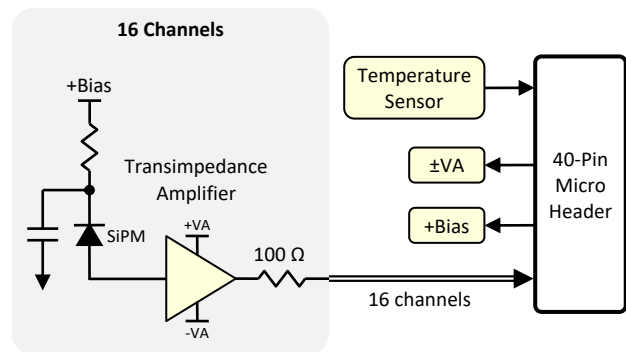 16 Channels
+Bias
Transimpedance
Amplifier
SiPM
+VA
-VA
100 Ω
16 channels
Temperature
Sensor
±VA
+Bias
40-Pin
Micro
Header